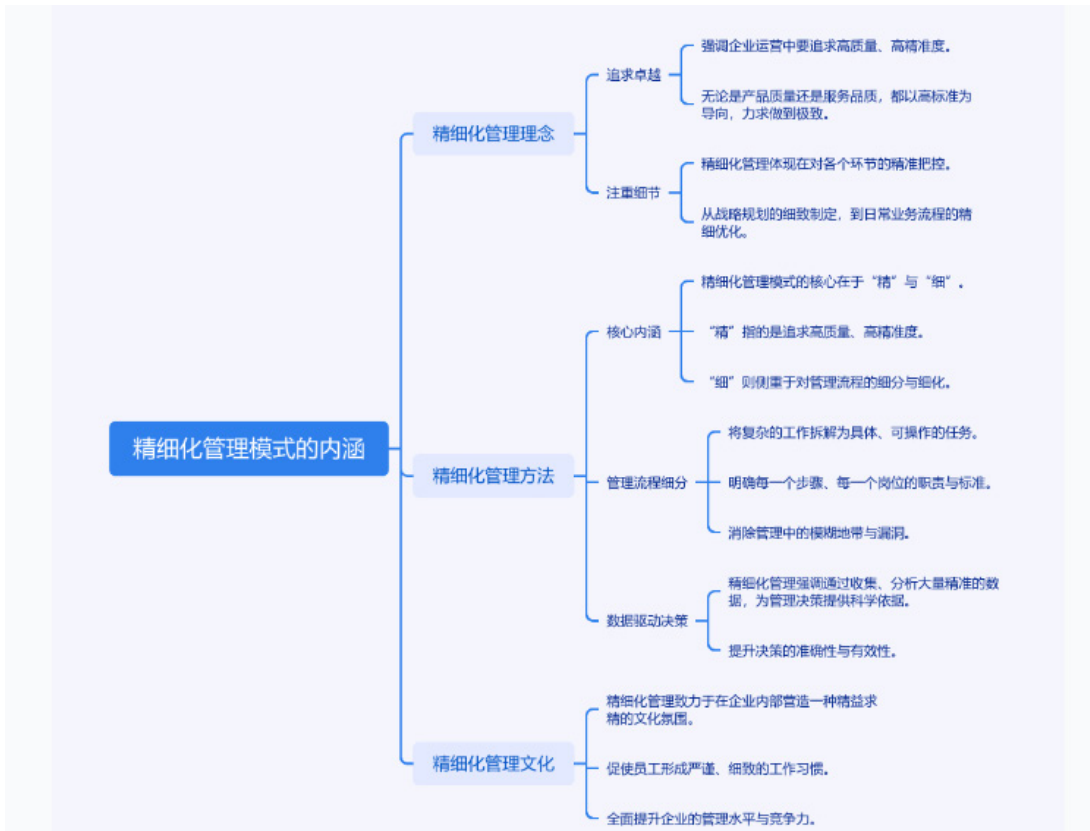 精细化管理模式的内涵
精细化管理理念
追求卓越
强调企业运营中要追求高质量、高精准度。
无论是产品质量还是服务品质，都以高标准为
导向，力求做到极致。
注重细节
精细化管理体现在对各个环节的精准把控。
从战略规划的细致制定，到日常业务流程的精
细优化。
精细化管理方法
核心内涵
精细化管理模式的核心在于“精”与“细”.
“精”指的是追求高质量、高精准度。
“细”则侧重于对管理流程的细分与细化。
管理流程细分
将复杂的工作拆解为具体、可操作的任务。
明确每一个步骤、每一个岗位的职责与标准。
消除管理中的模糊地带与漏洞。
数据驱动决策
精细化管理强调通过收集、分析大量精准的数
据，为管理决策提供科学依据。
提升决策的准确性与有效性。
精细化管理文化
精细化管理致力于在企业内部营造一种精益求
精的文化氛围。
促使员工形成严谨、细致的工作习惯。
全面提升企业的管理水平与竞争力。